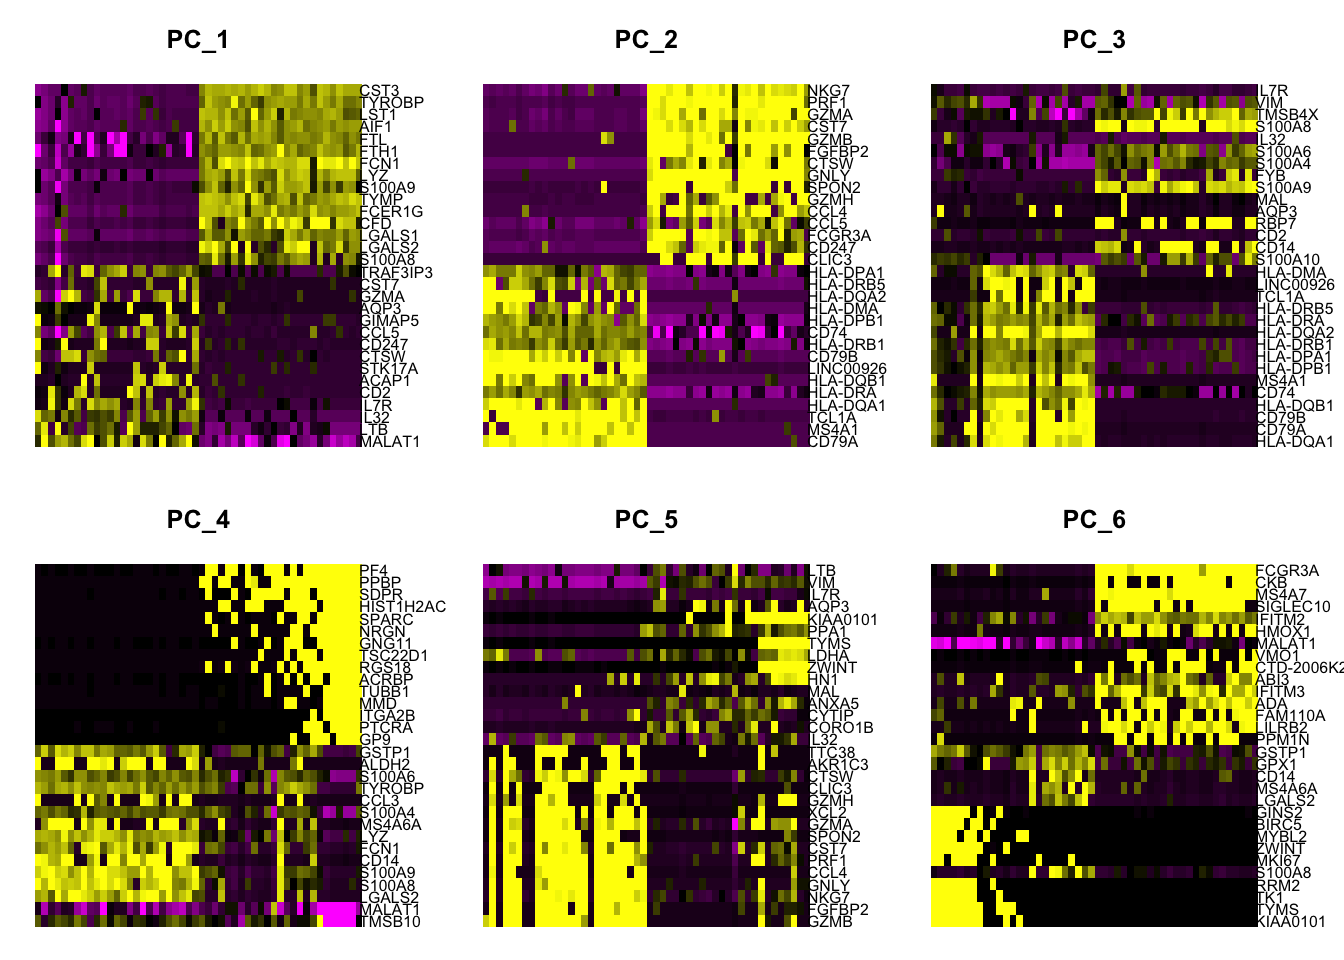 PC_1
CST3
TYROBP
LST1
AIF1
FTL
FTH1
FCN1
LYZ
S100A9
TYMP
FCER1G
CFD
LGALS1
LGALS2
S100A8
TRAF3IP3
CST7
GZMA
AQP3
GIMAP5
CCL5
CD247
CTSW
STK17A
ACAP1
CD2
IL7R
IL32
LTB
MALAT1
PC_2
NKG7
PRF1
GZMA
CST7
GZMB
FGFBP2
CTSW
GNLY
SPON2
GZMH
CCL4
CCL5
FCGR3A
CD247
CLIC3
HLA-DPA1
HLA-DRB5
HLA-DQA2
HLA-DMA
HLA-DPB1
CD74
HLA-DRB1
CD79B
LINC00926
HLA-DQB1
HLA-DRA
HLA-DQA1
TCL1A
MS4A1
CD79A
PC_3
IL7R
VIM
TMSB4X
S100A8
IL32
S100A6
S100A4
FYB
S100A9
MAL
AQP3
RBP7
CD2
CD14
S100A10
HLA-DMA
LINC00926
TCL1A
HLA-DRB5
HLA-DRA
HLA-DQA2
HLA-DRB1
HLA-DPA1
HLA-DPB1
MS4A1
CD74
HLA-DQB1
CD79B
CD79A
HLA-DQA1
PC_4
PF4
PPBP
SDPR
HIST1H2AC
SPARC
NRGN
GNG11
TSC22D1
RGS18
ACRBP
TUBB1
MMD
ITGA2B
PTCRA
GP9
GSTP1
ALDH2
S100A6
TYROBP
CCL3
S100A4
MS4A6A
LYZ
FCN1
CD14
S100A9
S100A8
LGALS2
MALAT1
TMSB10
PC_5
LTB
VIM
IL7R
AQP3
KIAA0101
PPA1
TYMS
LDHA
ZWINT
HN1
MAL
ANXA5
CYTIP
CORO1B
IL32
TTC38
AKR1C3
CTSW
CLIC3
GZMH
XCL2
GZMA
SPON2
CST7
PRF1
CCL4
GNLY
NKG7
FGFBP2
GZMB
PC_6
FCGR3A
CKB
MS4A7
SIGLEC10
IFITM2
HMOX1
MALAT1
VMO1
CTD-2006K2
ABI3
IFITM3
ADA
FAM110A
LILRB2
PPM1N
GSTP1
GPX1
CD14
MS4A6A
LGALS2
GINS2
BIRC5
MYBL2
ZWINT
MKI67
S100A8
RRM2
TK1
TYMS
KIAA0101